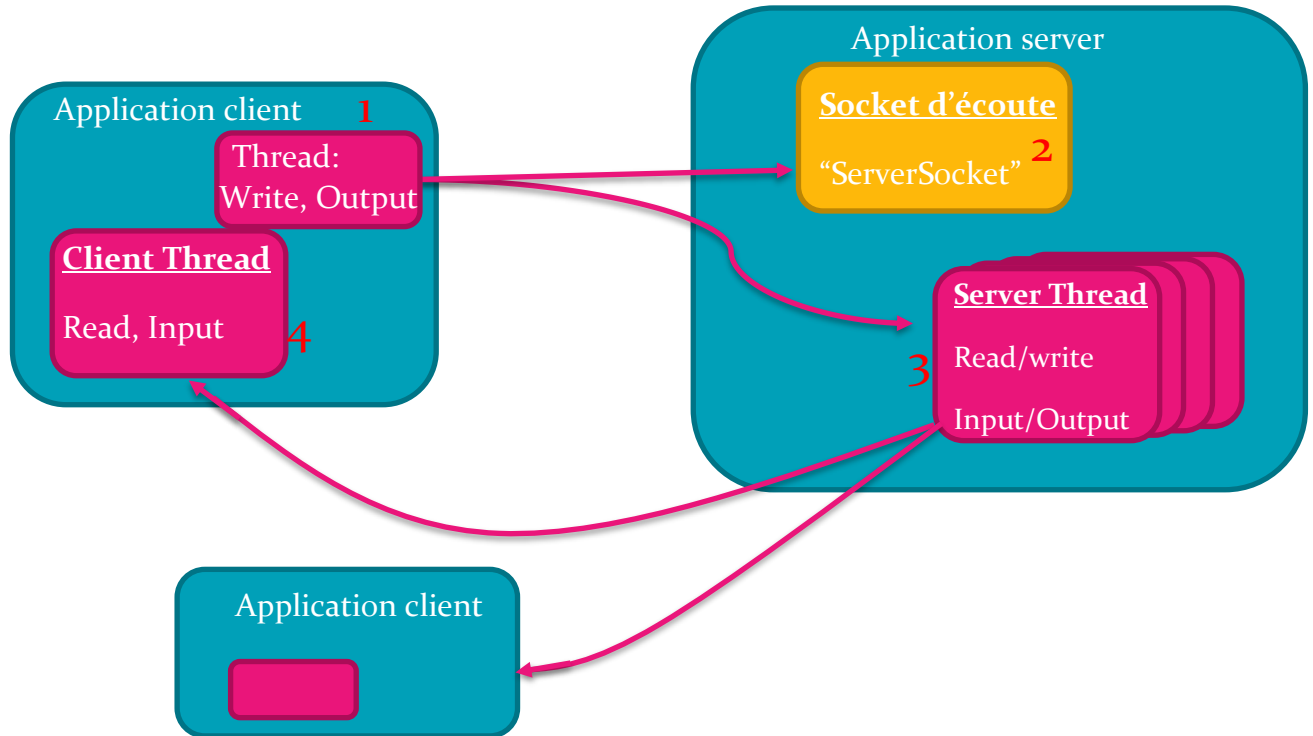 Application server
Socket d’écoute
2
“ServerSocket”
Application client
1
Thread:
Write, Output
Client Thread
Read, Input
4
Server Thread
3
Read/write
Input/Output
Application client